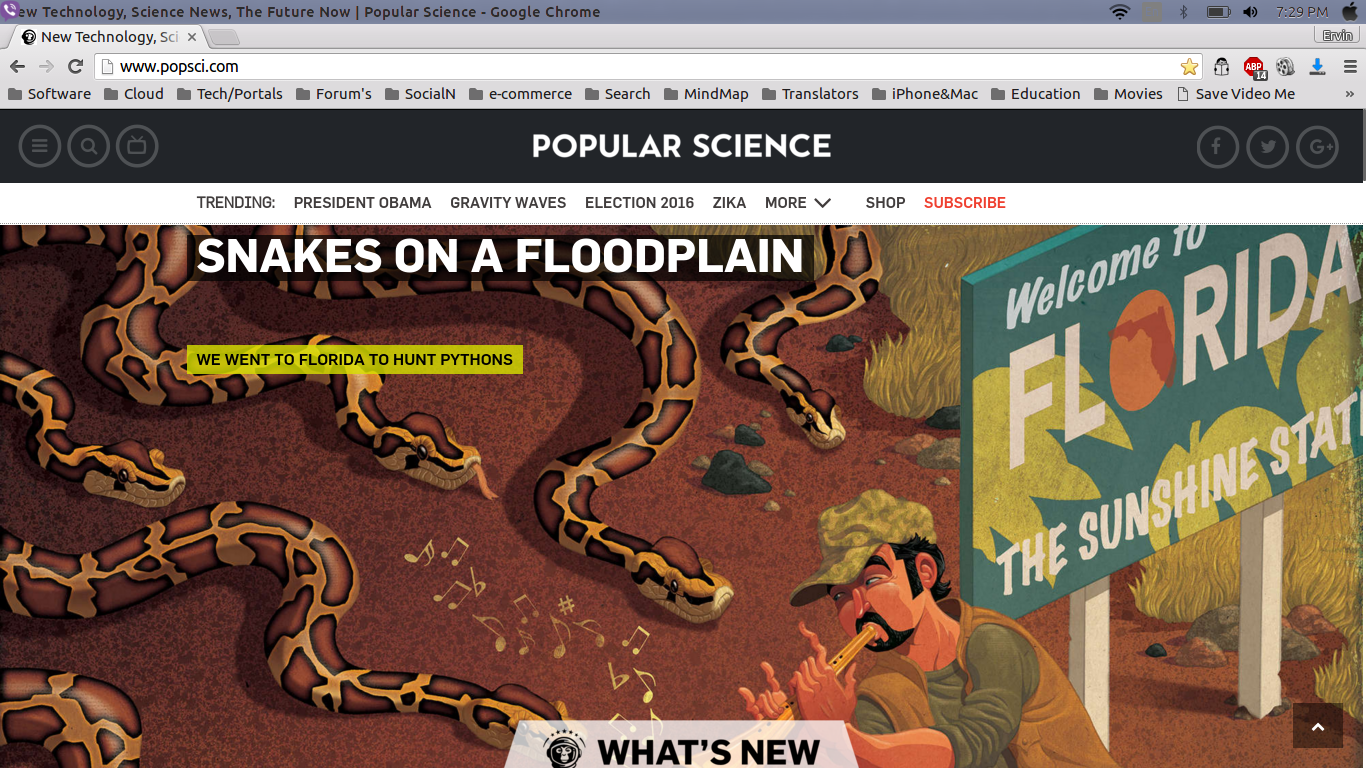 ew Technology, Science News, The Future Now | Popular Science - Google Chrome
7:29 PM
New Technology, Sci
Ervin
www.popsci.com
ABP
14
Software Cloud Tech/Portals Forum's SocialN e-commerce Search MindMap Translators iPhone&Mac Education Movies Save Video Me »
POPULAR SCIENCE
TRENDING: PRESIDENT OBAMA GRAVITY WAVES ELECTION 2016 ZIKA MORE SHOP SUBSCRIBE
SNAKES ON A FLOODPLAIN
WE WENT TO FLORIDA TO HUNT PYTHONS
Welcome to
FLORIDA
THE SUNSHINE STAT
WHAT'S NEW